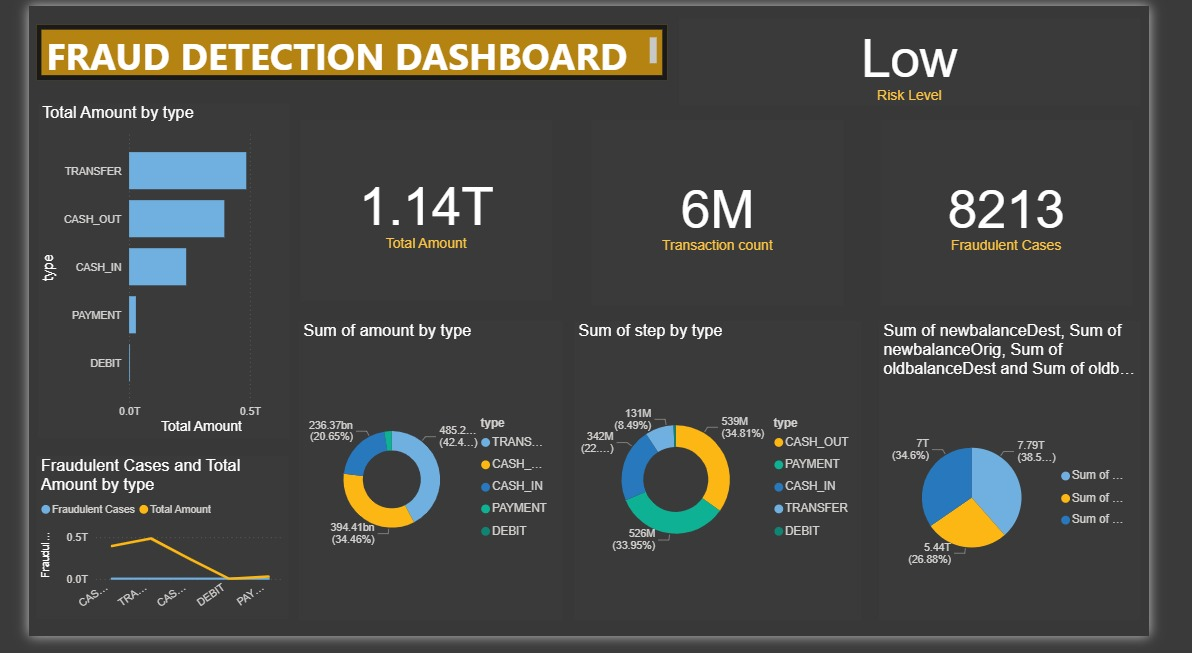 FRAUD DETECTION DASHBOARD
Low
Risk Level
Total Amount by type
type
TRANSFER
CASH_OUT
CASH_IN
PAYMENT
DEBIT
0.0T 0.5T
Total Amount
1.14T
Total Amount
6M
Transaction count
8213
Fraudulent Cases
Fraudulent Cases and Total
Amount by type
Fraudulent Cases Total Amount
Fraudul...
0.5T
0.0T
CAS... TRA... CAS... DEBIT PAY...
Sum of amount by type
236.37bn
(20.65%)
485.2...
(42.4...)
394.41bn
(34.46%)
type
TRANS...
CASH_...
CASH_IN
PAYMENT
DEBIT
Sum of step by type
131M
(8.49%)
342M
(22....)
539M
(34.81%)
526M
(33.95%)
type
CASH_OUT
PAYMENT
CASH_IN
TRANSFER
DEBIT
Sum of newbalanceDest, Sum of
newbalanceOrig, Sum of
oldbalanceDest and Sum of oldb...
7T
(34.6%)
7.79T
(38.5...)
5.44T
(26.88%)
Sum of ...
Sum of ...
Sum of ...